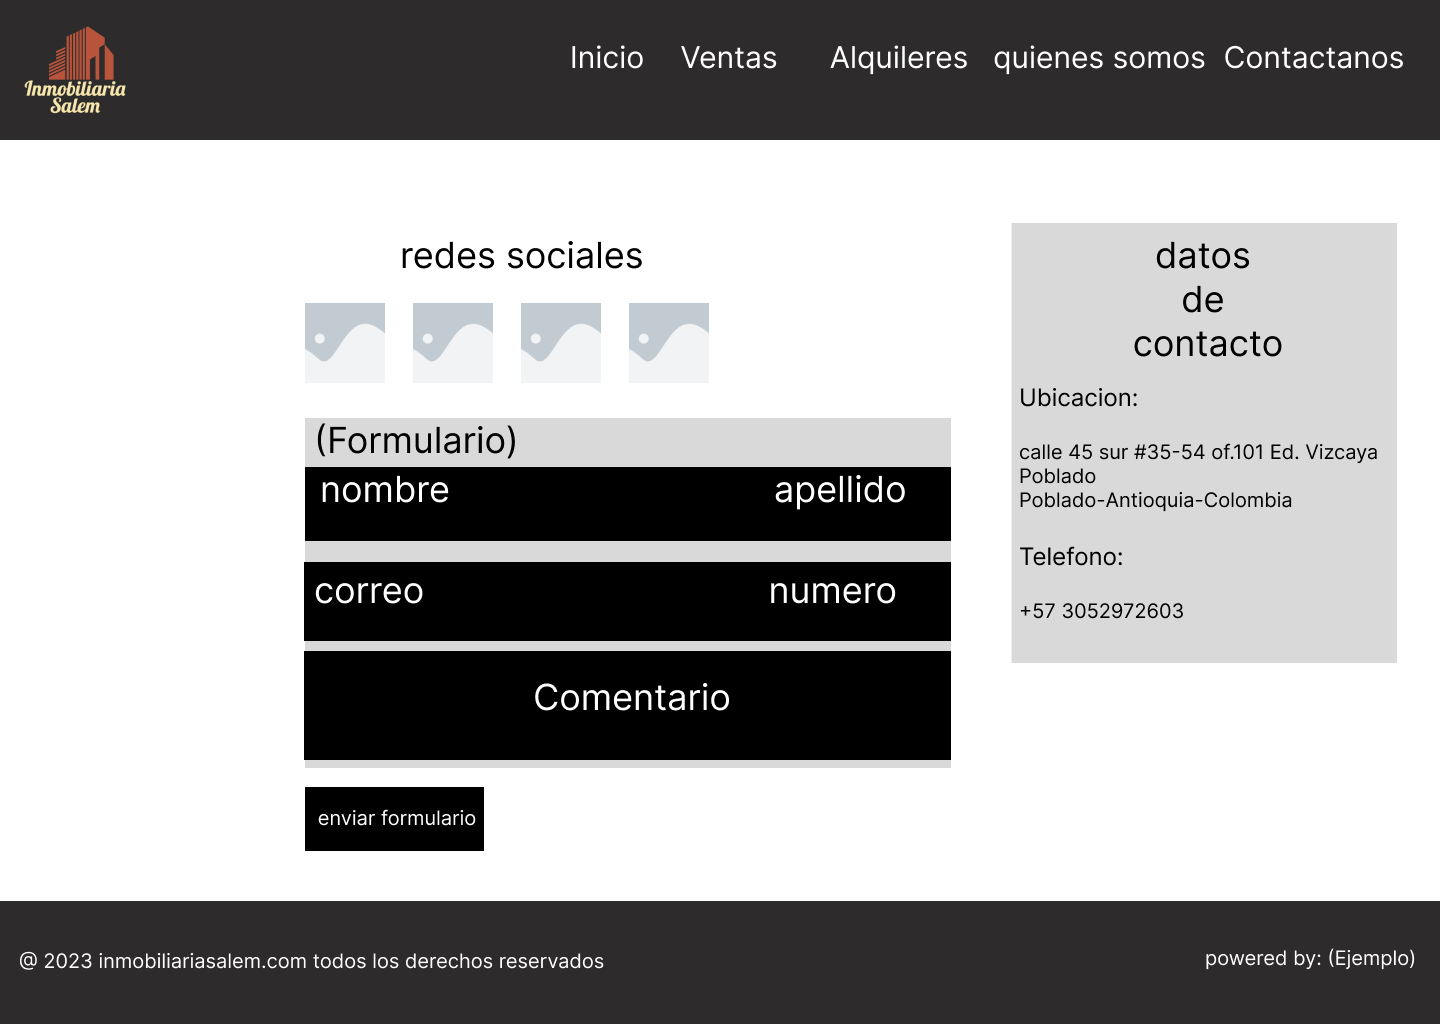 Inmobiliaria
Salem
Inicio Ventas Alquileres quienes somos Contactanos
redes sociales
(Formulario)
nombre apellido
correo numero
Comentario
enviar formulario
datos
de
contacto
Ubicacion:
calle 45 sur #35-54 of.101 Ed. Vizcaya
Poblado
Poblado-Antioquia-Colombia
Telefono:
+57 3052972603
@ 2023 inmobiliariasalem.com todos los derechos reservados
powered by: (Ejemplo)